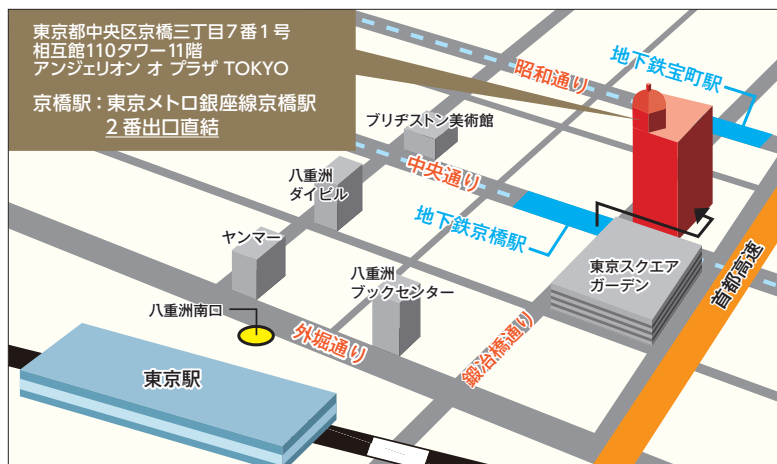 東京都中央区京橋三丁目7番1号
相互館110タワー11階
アンジェリオン オ プラザ TOKYO
京橋駅:東京メトロ銀座線京橋駅
2番出口直結
昭和通り
地下鉄宝町駅
ブリヂストン美術館
中央通り
八重洲
ダイビル
地下鉄京橋駅
ヤンマー
東京スクエア
ガーデン
首都高速
八重洲
ブックセンター
八重洲南口
外堀通り
鍛治橋通り
東京駅